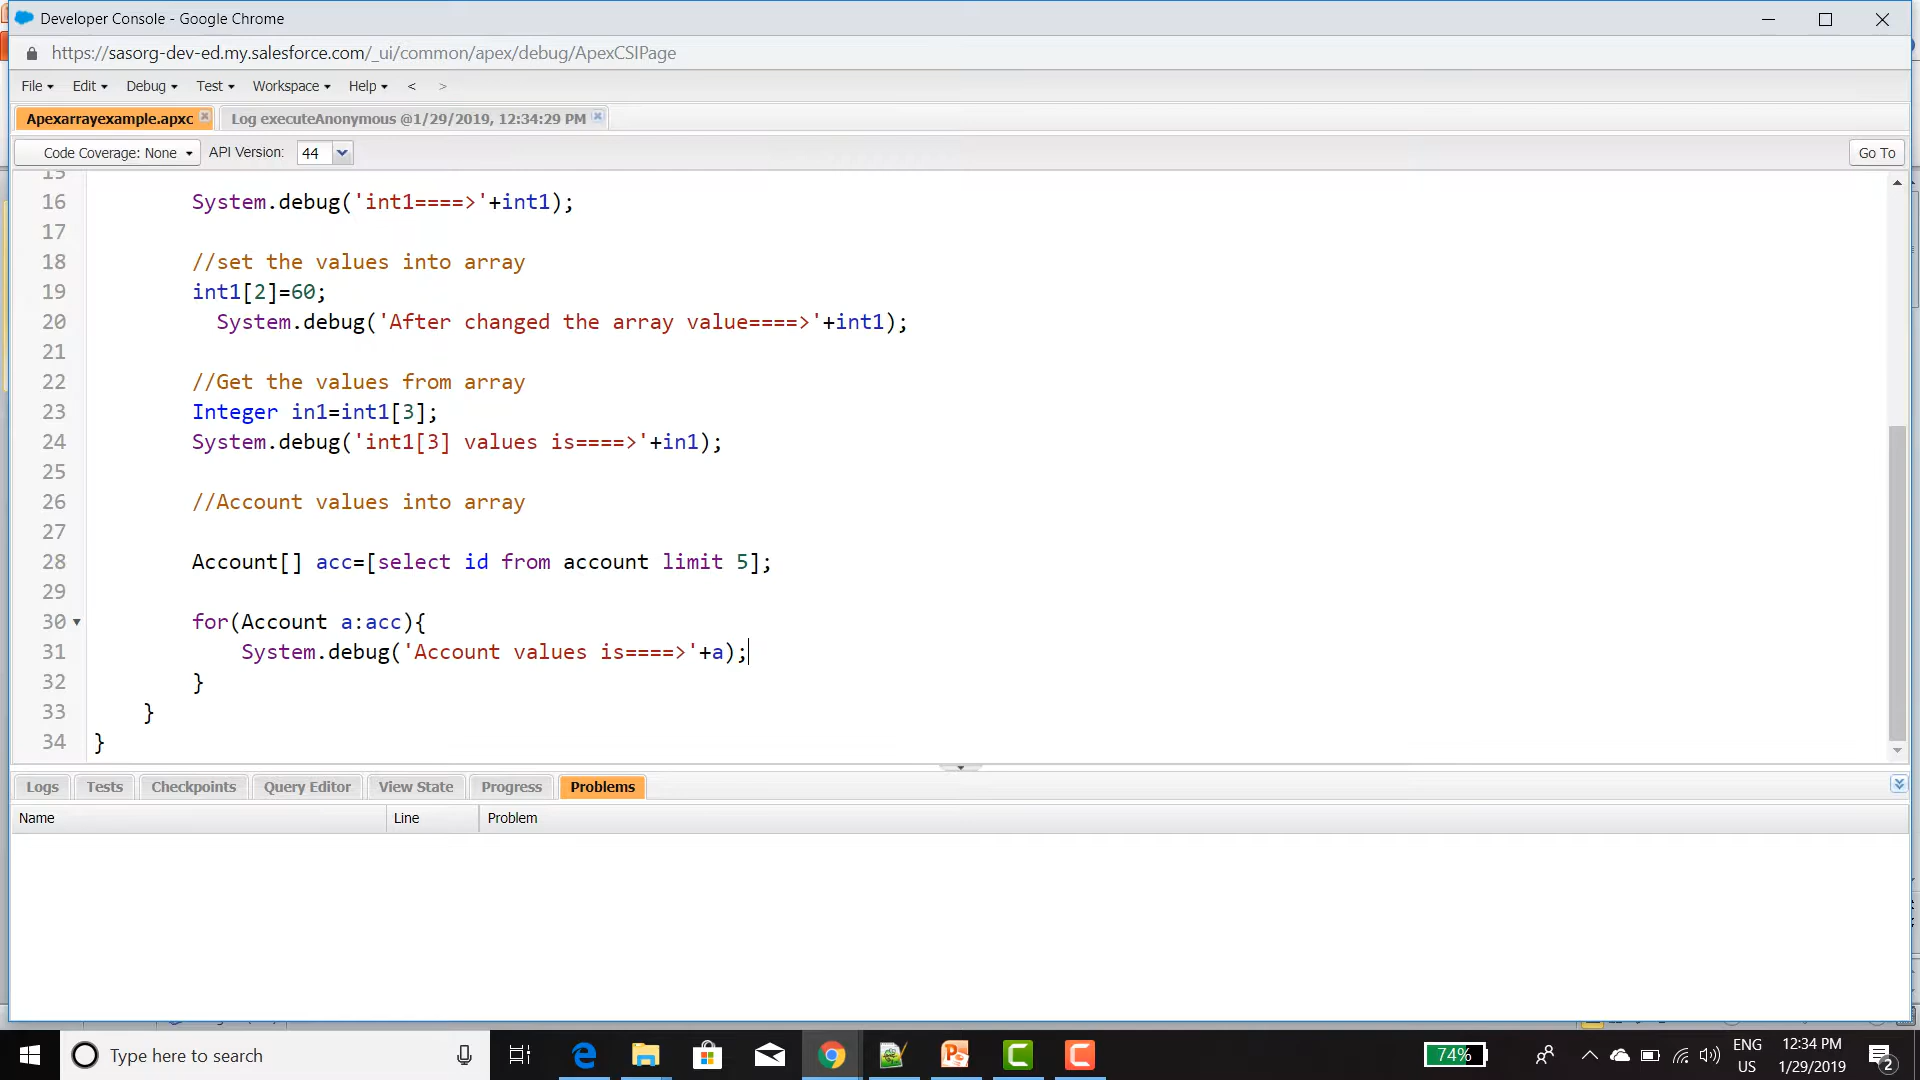 Developer Console - Google Chrome
https://sasorg-dev-ed.my.salesforce.com/_ui/common/apex/debug/ApexCSIPage
File Edit Debug Test Workspace Help < >
Apexarrayexample.apxc Log executeAnonymous @1/29/2019, 12:34:29 PM
Code Coverage: None API Version: 44 Go To
15
16 System.debug('int1====>'+int1);
17
18 //set the values into array
19 int1[2]=60;
20 System.debug('After changed the array value====>'+int1);
21
22 //Get the values from array
23 Integer in1=int1[3];
24 System.debug('int1[3] values is====>'+in1);
25
26 //Account values into array
27
28 Account[] acc=[select id from account limit 5];
29
30 for(Account a:acc){
31 System.debug('Account values is====>'+a);
32 }
33 }
34 }
Logs Tests Checkpoints Query Editor View State Progress Problems
Name Line Problem
Type here to search
74%
ENG
US
12:34 PM
1/29/2019
2